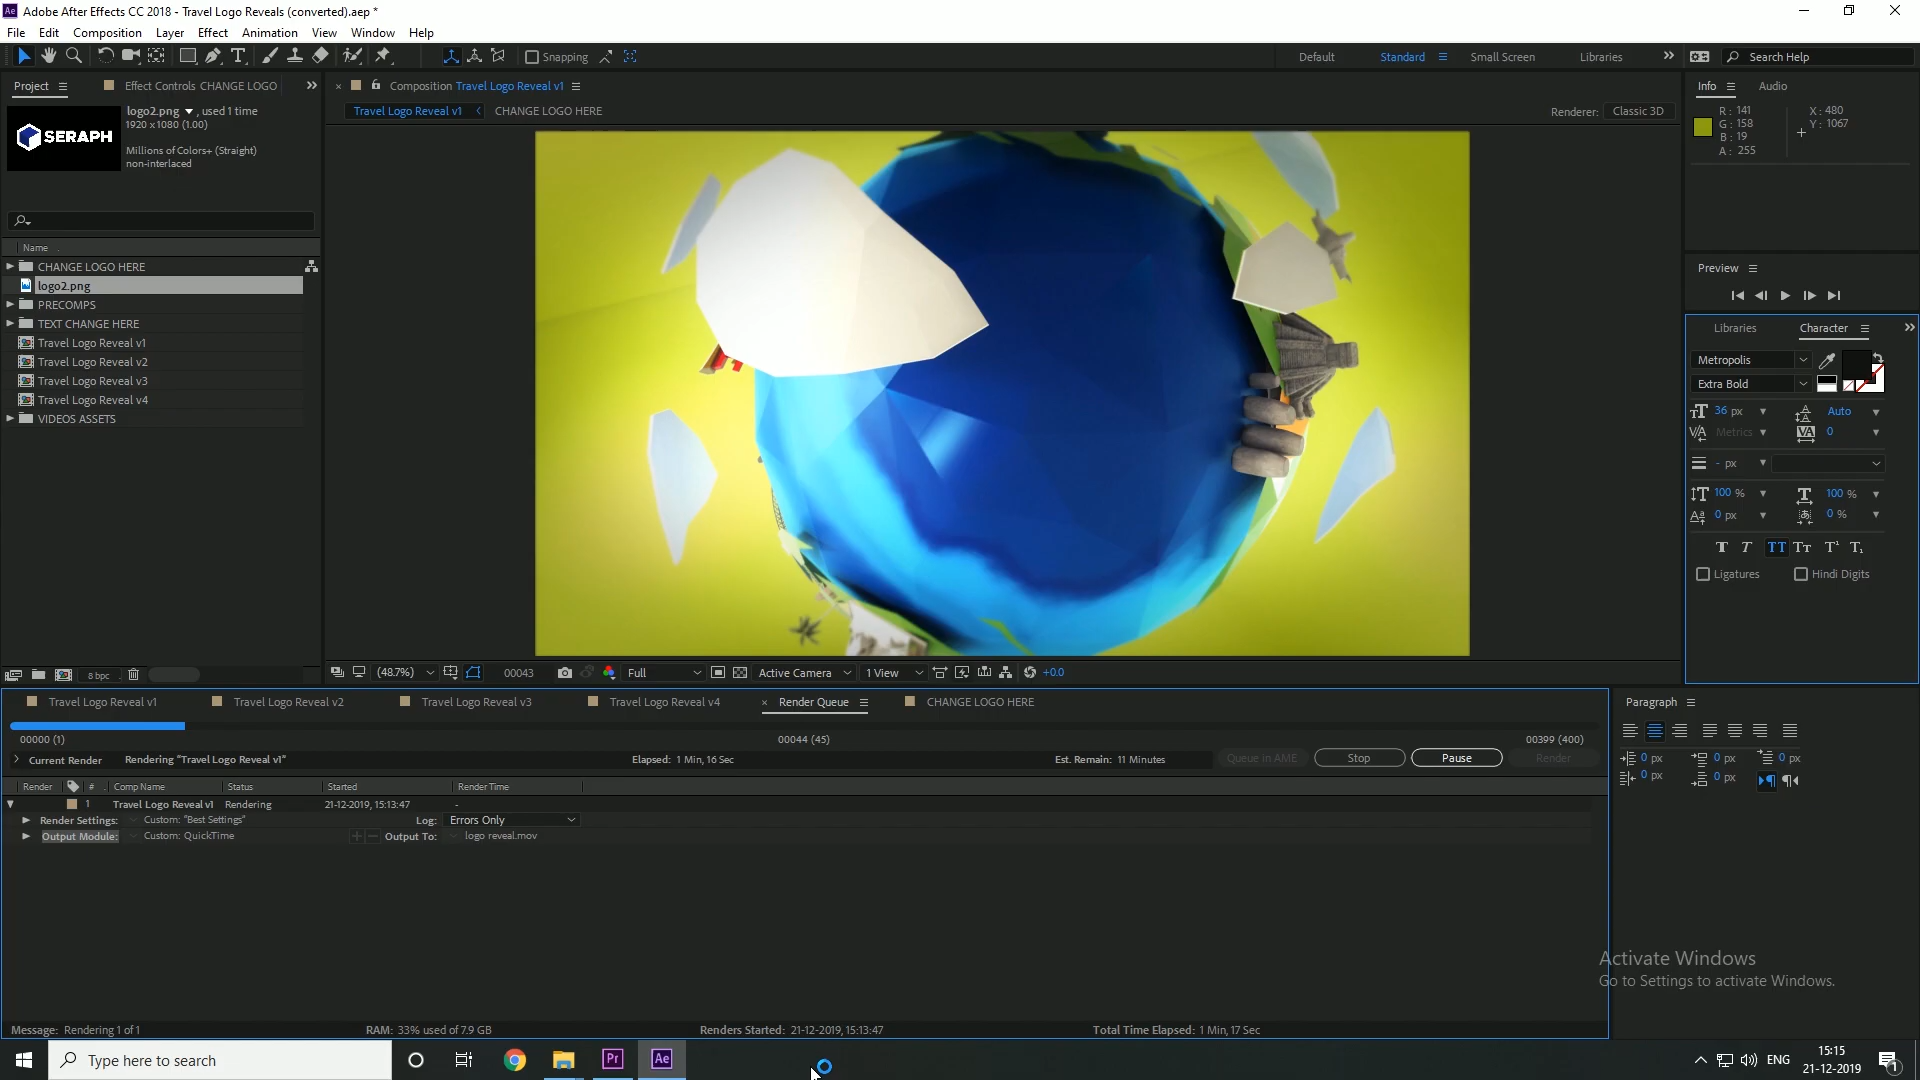 Adobe After Effects CC 2018 - Travel Logo Reveals (converted).aep *
File Edit Composition Layer Effect Animation View Window Help
Snapping
Default Standard Small Screen Libraries Search Help
Project Effect Controls CHANGE LOGO
Composition Travel Logo Reveal v1
Info Audio
Travel Logo Reveal v1 CHANGE LOGO HERE
Renderer: Classic 3D
logo2.png , used 1 time
1920 x 1080 (1.00)
Millions of Colors+ (Straight)
non-interlaced
SERAPH
R: 141
G: 158
B: 19
A: 255
X: 480
Y: 1067
Name
CHANGE LOGO HERE
logo2.png
PRECOMPS
TEXT CHANGE HERE
Travel Logo Reveal v1
Travel Logo Reveal v2
Travel Logo Reveal v3
Travel Logo Reveal v4
VIDEOS ASSETS
Preview
Libraries Character
Metropolis
Extra Bold
36 px Auto
Metrics 0
- px
100 % 100 %
0 px 0 %
Ligatures Hindi Digits
8 bpc
(48.7%) 00043 Full Active Camera 1 View +0.0
Travel Logo Reveal v1 Travel Logo Reveal v2 Travel Logo Reveal v3 Travel Logo Reveal v4 Render Queue CHANGE LOGO HERE
00000 (1) 00044 (45) 00399 (400)
Current Render Rendering "Travel Logo Reveal v1" Elapsed: 1 Min, 16 Sec Est. Remain: 11 Minutes Queue in AME Stop Pause Render
Render # Comp Name Status Started Render Time
1 Travel Logo Reveal v1 Rendering 21-12-2019, 15:13:47 -
Render Settings: Custom: "Best Settings" Log: Errors Only
Output Module: Custom: QuickTime Output To: logo reveal.mov
Paragraph
0 px 0 px 0 px
0 px 0 px
Activate Windows
Go to Settings to activate Windows.
Message: Rendering 1 of 1 RAM: 33% used of 7.9 GB Renders Started: 21-12-2019, 15:13:47 Total Time Elapsed: 1 Min, 17 Sec
Type here to search
Pr Ae
ENG
15:15
21-12-2019
1